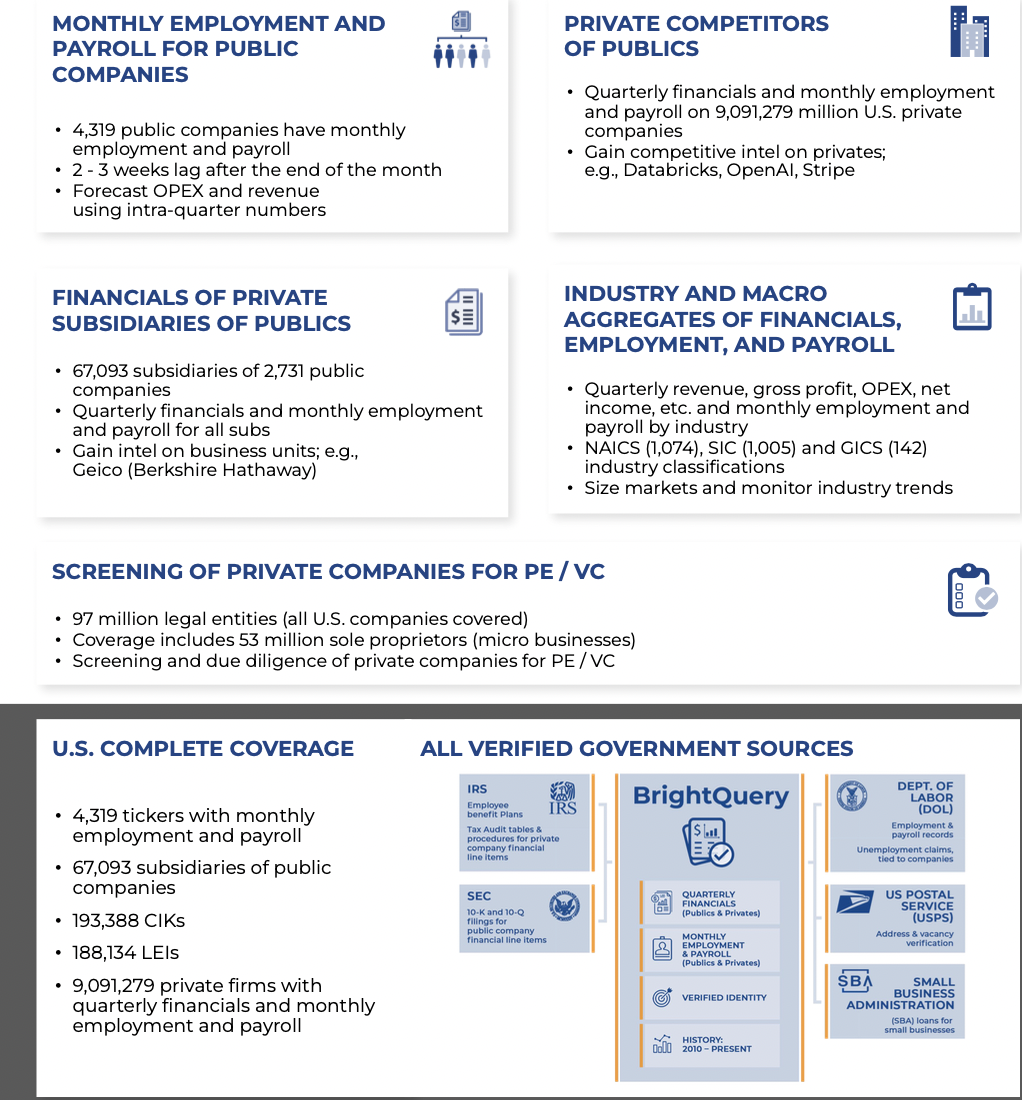 MONTHLY EMPLOYMENT AND
PAYROLL FOR PUBLIC
COMPANIES
• 4,319 public companies have monthly
employment and payroll
• 2 - 3 weeks lag after the end of the month
• Forecast OPEX and revenue
using intra-quarter numbers
PRIVATE COMPETITORS
OF PUBLICS
• Quarterly financials and monthly employment
and payroll on 9,091,279 million U.S. private
companies
• Gain competitive intel on privates;
e.g., Databricks, OpenAI, Stripe
FINANCIALS OF PRIVATE
SUBSIDIARIES OF PUBLICS
• 67,093 subsidiaries of 2,731 public
companies
• Quarterly financials and monthly employment
and payroll for all subs
• Gain intel on business units; e.g.,
Geico (Berkshire Hathaway)
INDUSTRY AND MACRO
AGGREGATES OF FINANCIALS,
EMPLOYMENT, AND PAYROLL
• Quarterly revenue, gross profit, OPEX, net
income, etc. and monthly employment and
payroll by industry
• NAICS (1,074), SIC (1,005) and GICS (142)
industry classifications
• Size markets and monitor industry trends
SCREENING OF PRIVATE COMPANIES FOR PE / VC
• 97 million legal entities (all U.S. companies covered)
• Coverage includes 53 million sole proprietors (micro businesses)
• Screening and due diligence of private companies for PE / VC
U.S. COMPLETE COVERAGE
• 4,319 tickers with monthly
employment and payroll
• 67,093 subsidiaries of public
companies
• 193,388 CIKs
• 188,134 LEIs
• 9,091,279 private firms with
quarterly financials and monthly
employment and payroll
ALL VERIFIED GOVERNMENT SOURCES
IRS
Employee
benefit Plans
Tax Audit tables &
procedures for private
company financial
line items
IRS
SEC
10-K and 10-Q
filings for
public company
financial line items
BrightQuery
QUARTERLY
FINANCIALS
(Publics & Privates)
MONTHLY
EMPLOYMENT
& PAYROLL
(Publics & Privates)
VERIFIED IDENTITY
HISTORY:
2010 – PRESENT
DEPT. OF
LABOR
(DOL)
Employment &
payroll records
Unemployment claims,
tied to companies
US POSTAL
SERVICE
(USPS)
Address & vacancy
verification
SBA
SMALL
BUSINESS
ADMINISTRATION
(SBA) loans for
small businesses